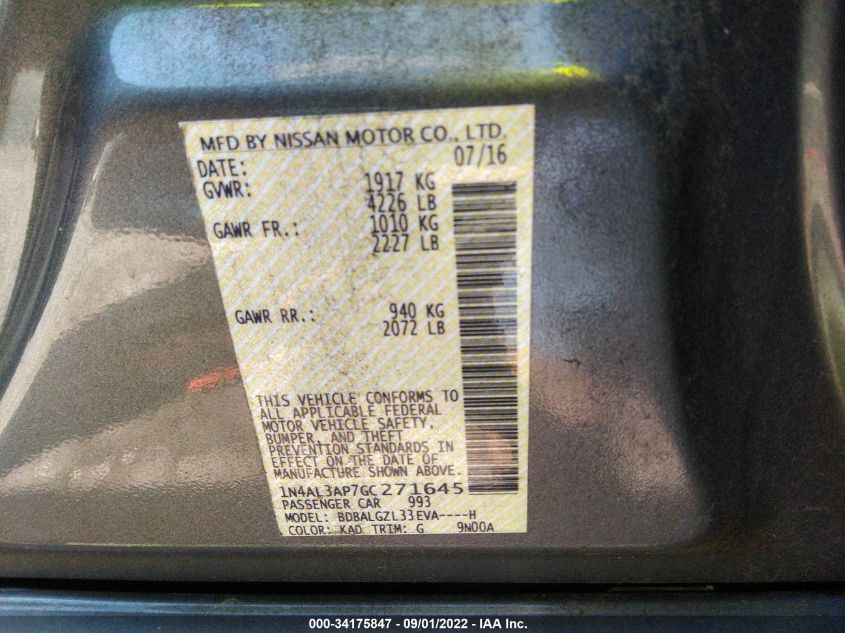 MFD BY NISSAN MOTOR CO., LTD.
DATE: 07/16
GVWR: 1917 KG
4226 LB
GAWR FR.: 1010 KG
2227 LB
GAWR RR.: 940 KG
2072 LB
THIS VEHICLE CONFORMS TO
ALL APPLICABLE FEDERAL
MOTOR VEHICLE SAFETY,
BUMPER, AND THEFT
PREVENTION STANDARDS IN
EFFECT ON THE DATE OF
MANUFACTURE SHOWN ABOVE.
1N4AL3AP7GC271645
PASSENGER CAR 993
MODEL: BDBALGZL33EVA----H
COLOR: KAD TRIM: G 9N00A
000-34175847 - 09/01/2022 - IAA Inc.